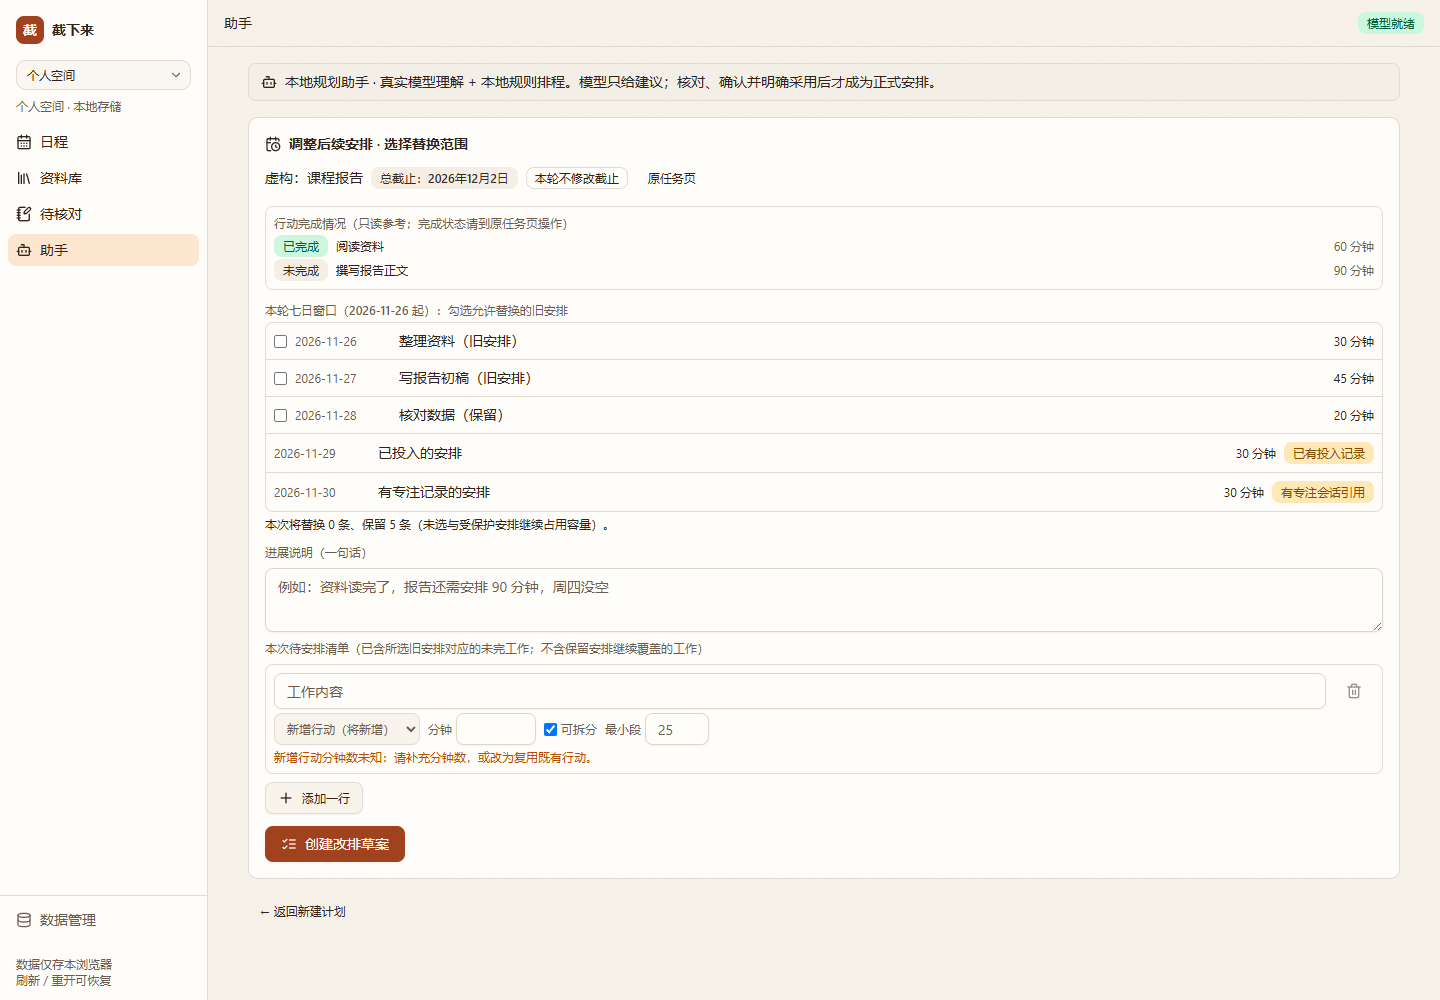 截 截下来
个人空间
个人空间 · 本地存储
日程
资料库
待核对
助手
数据管理
数据仅存本浏览器
刷新 / 重开可恢复
助手
模型就绪
本地规划助手 · 真实模型理解 + 本地规则排程。模型只给建议；核对、确认并明确采用后才成为正式安排。
调整后续安排 · 选择替换范围
虚构：课程报告 总截止：2026年12月2日 本轮不修改截止 原任务页
行动完成情况（只读参考；完成状态请到原任务页操作）
已完成 阅读资料 60 分钟
未完成 撰写报告正文 90 分钟
本轮七日窗口（2026-11-26 起）：勾选允许替换的旧安排
2026-11-26 整理资料（旧安排） 30 分钟
2026-11-27 写报告初稿（旧安排） 45 分钟
2026-11-28 核对数据（保留） 20 分钟
2026-11-29 已投入的安排 30 分钟 已有投入记录
2026-11-30 有专注记录的安排 30 分钟 有专注会话引用
本次将替换 0 条、保留 5 条（未选与受保护安排继续占用容量）。
进展说明（一句话）
例如：资料读完了，报告还需安排 90 分钟，周四没空
本次待安排清单（已含所选旧安排对应的未完工作；不含保留安排继续覆盖的工作）
工作内容
新增行动（将新增） 分钟 可拆分 最小段 25
新增行动分钟数未知：请补充分钟数，或改为复用既有行动。
添加一行
创建改排草案
← 返回新建计划